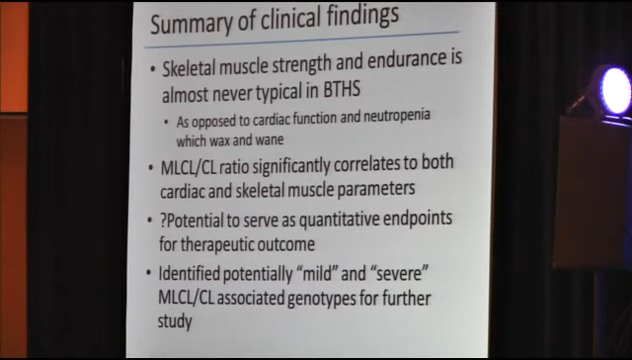 Summary of clinical findings
• Skeletal muscle strength and endurance is
almost never typical in BTHS
• As opposed to cardiac function and neutropenia
which wax and wane
• MLCL/CL ratio significantly correlates to both
cardiac and skeletal muscle parameters
• ?Potential to serve as quantitative endpoints
for therapeutic outcome
• Identified potentially “mild” and “severe”
MLCL/CL associated genotypes for further
study